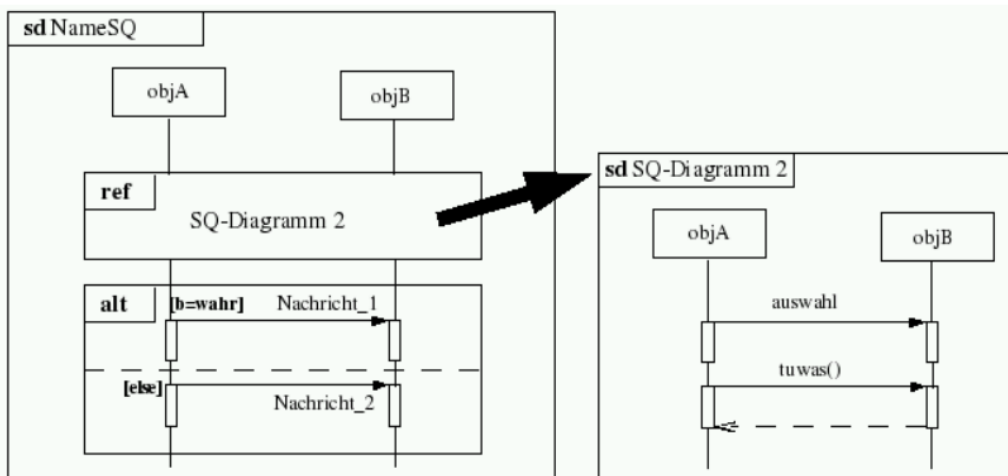 sd NameSQ
objA
objB
ref
SQ-Diagramm 2
alt
[b=wahr]
Nachricht_1
[else]
Nachricht_2
sd SQ-Diagramm 2
objA
objB
auswahl
tuwas()